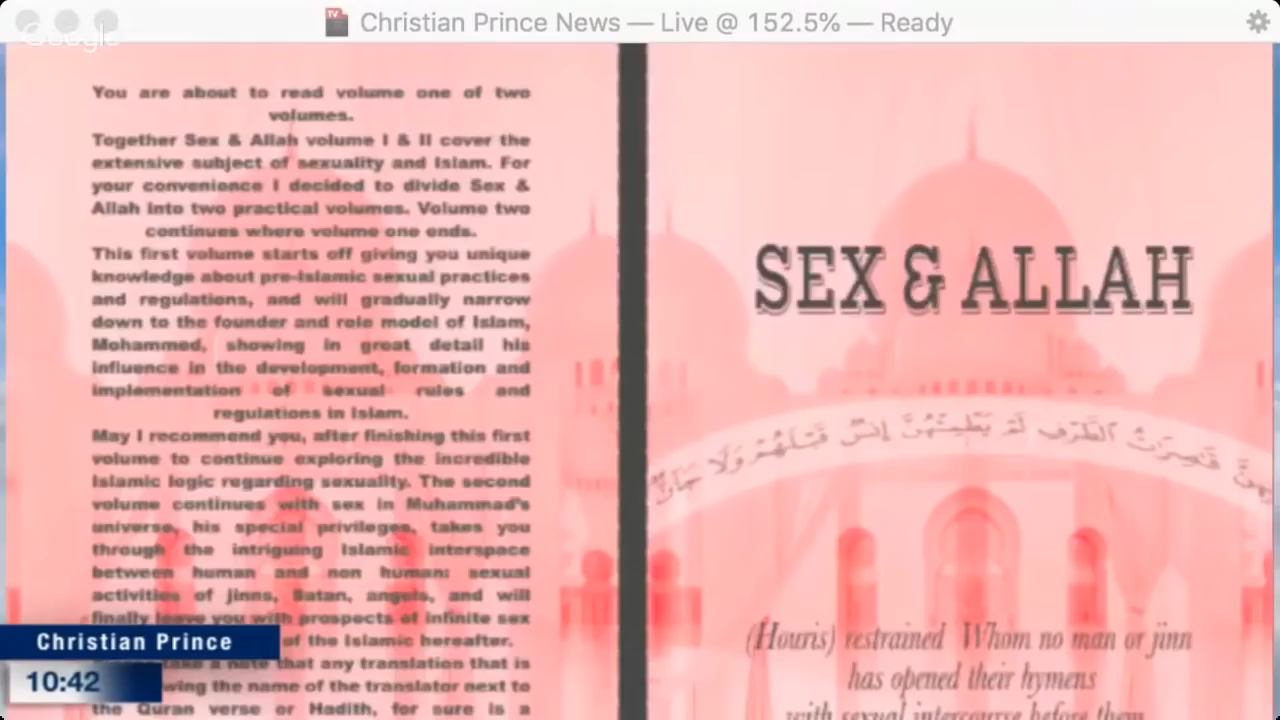 Christian Prince News — Live @ 152.5% — Ready
Google
You are about to read volume one of two
volumes.
Together Sex & Allah volume I & II cover the
extensive subject of sexuality and Islam. For
your convenience I decided to divide Sex &
Allah into two practical volumes. Volume two
continues where volume one ends.
This first volume starts off giving you unique
knowledge about pre-Islamic sexual practices
and regulations, and will gradually narrow
down to the founder and role model of Islam,
Mohammed, showing in great detail his
influence in the development, formation and
implementation of sexual rules and
regulations in Islam.
May I recommend you, after finishing this first
volume to continue exploring the incredible
Islamic logic regarding sexuality. The second
volume continues with sex in Muhammad's
universe, his special privileges, takes you
through the intriguing Islamic interspace
between human and non human: sexual
activities of jinns, Satan, angels, and will
finally leave you with prospects of infinite sex
of the Islamic hereafter.
take a note that any translation that is
the name of the translator next to
the Quran verse or Hadith, for sure is a
Christian Prince
10:42
SEX & ALLAH
قَٰصِرَٰتُ ٱلطَّرْفِ لَمْ يَطْمِثْهُنَّ إِنسٌ قَبْلَهُمْ وَلَا جَانٌّ
(Houris) restrained Whom no man or jinn
has opened their hymens
with sexual intercourse before them